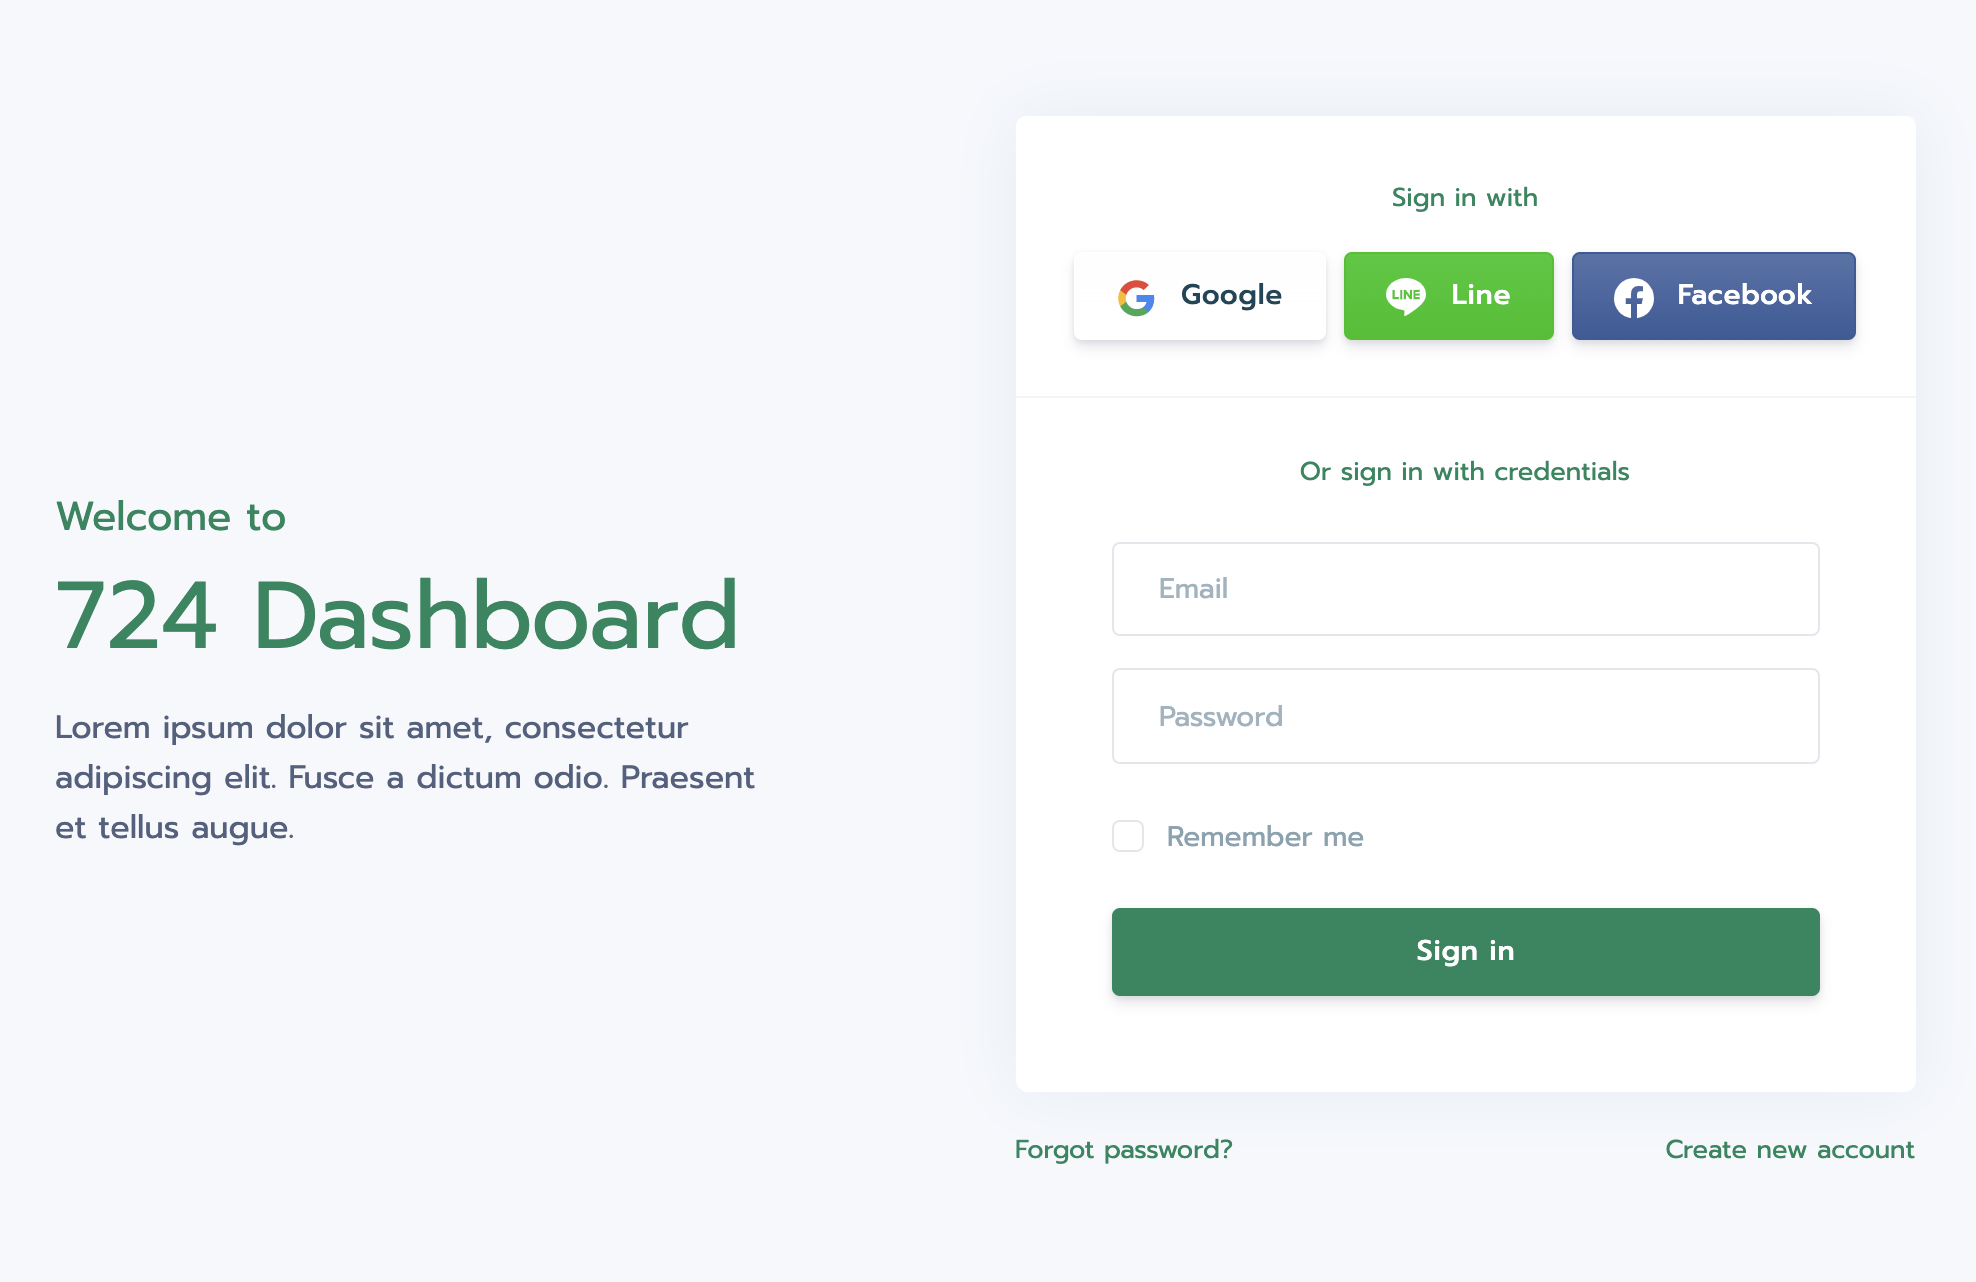 Welcome to
724 Dashboard
Lorem ipsum dolor sit amet, consectetur
adipiscing elit. Fusce a dictum odio. Praesent
et tellus augue.
Sign in with
Google
LINE Line
Facebook
Or sign in with credentials
Email
Password
Remember me
Sign in
Forgot password?
Create new account